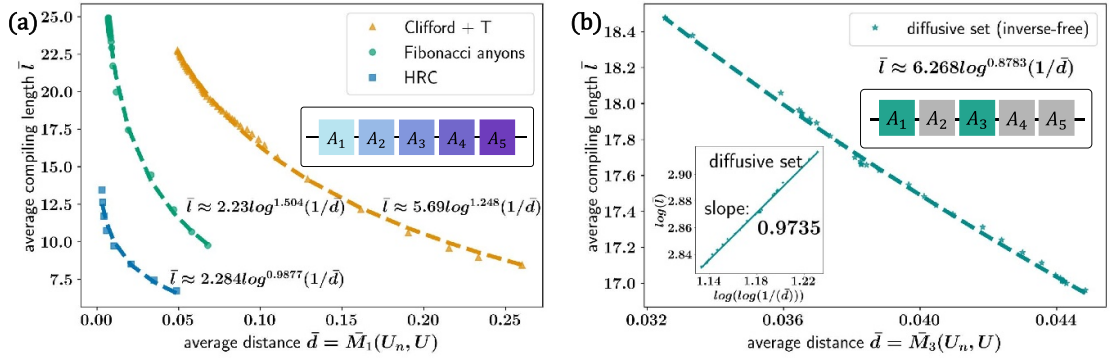 (a)
25.0
22.5
20.0
17.5
15.0
12.5
10.0
7.5
average compiling length l̄
Clifford + T
Fibonacci anyons
HRC
A₁ A₂ A₃ A₄ A₅
l̄ ≈ 2.23log^1.504(1/d̄)
l̄ ≈ 5.69log^1.248(1/d̄)
l̄ ≈ 2.284log^0.9877(1/d̄)
0.00 0.05 0.10 0.15 0.20 0.25
average distance d̄ = M̄₁(Uₙ, U)
(b)
18.4
18.2
18.0
17.8
17.6
17.4
17.2
17.0
average compiling length l̄
diffusive set (inverse-free)
l̄ ≈ 6.268log^0.8783(1/d̄)
A₁ A₂ A₃ A₄ A₅
diffusive set
2.90
2.88
2.86
2.84
log(l̄)
slope:
0.9735
1.14 1.18 1.22
log(log(1/(d̄)))
0.032 0.036 0.040 0.044
average distance d̄ = M̄₃(Uₙ, U)